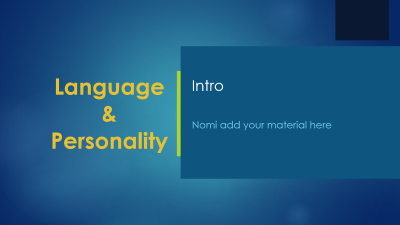 Language
&
Personality
Intro
Nomi add your material here